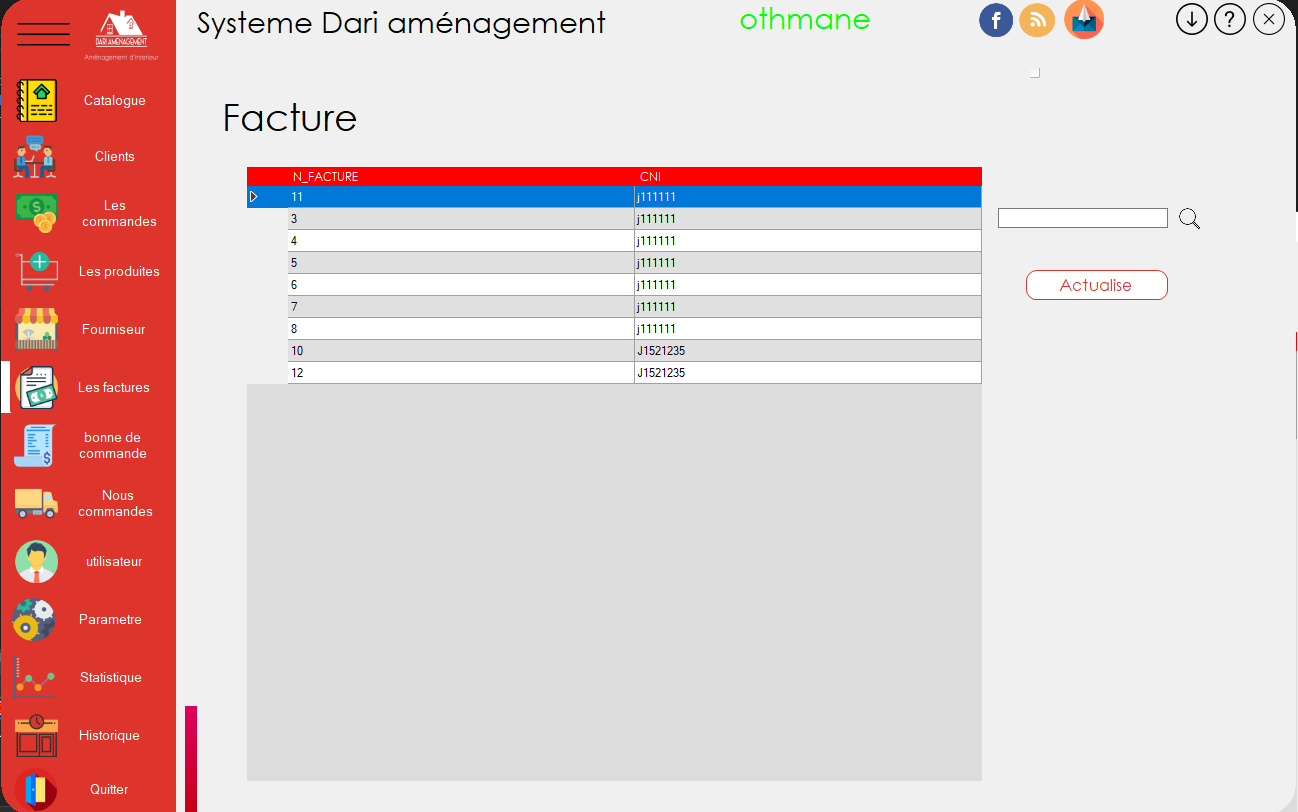 Systeme Dari aménagement
othmane
DARI AMENAGEMENT
Aménagement d'interieur
Catalogue
Clients
Les
commandes
Les produites
Fourniseur
Les factures
bonne de
commande
Nous
commandes
utilisateur
Parametre
Statistique
Historique
Quitter
Facture
N_FACTURE CNI
11 j111111
3 j111111
4 j111111
5 j111111
6 j111111
7 j111111
8 j111111
10 J1521235
12 J1521235
Actualise